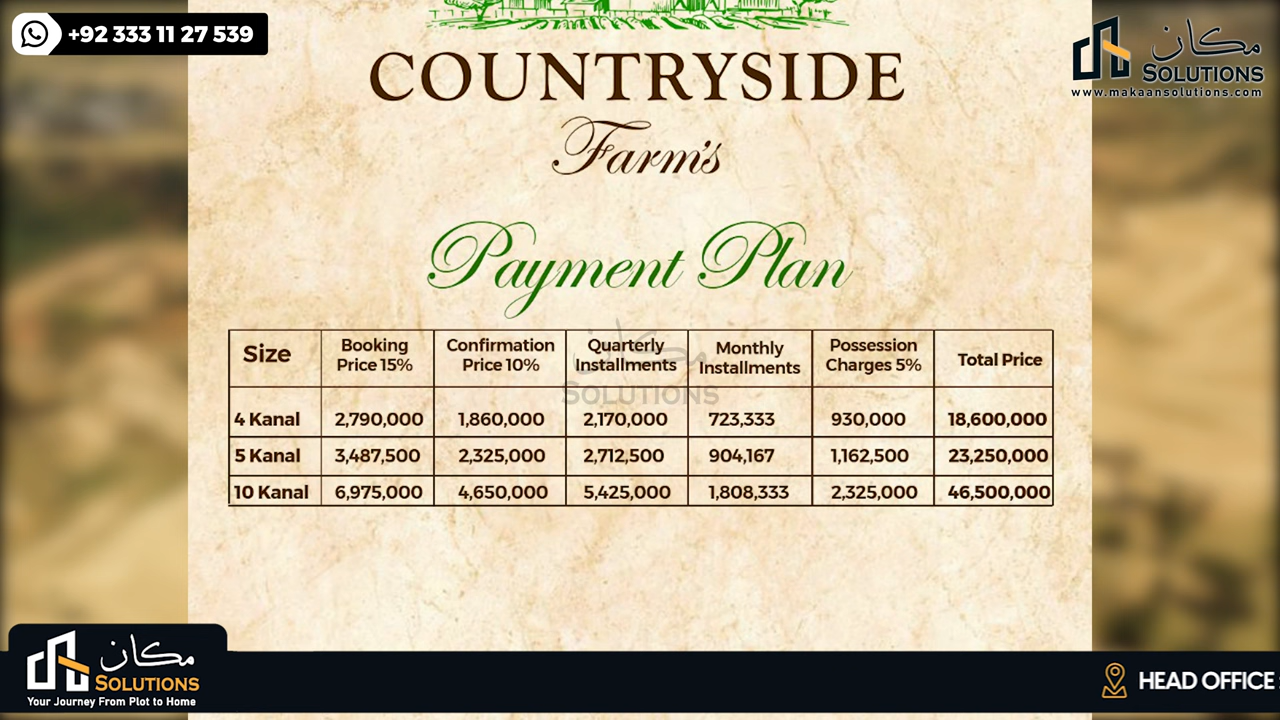 +92 333 11 27 539
مكان
SOLUTIONS
www.makaansolutions.com
COUNTRYSIDE
Farm's
Payment Plan
Size Booking Price 15% Confirmation Price 10% Quarterly Installments Monthly Installments Possession Charges 5% Total Price
4 Kanal 2,790,000 1,860,000 2,170,000 723,333 930,000 18,600,000
5 Kanal 3,487,500 2,325,000 2,712,500 904,167 1,162,500 23,250,000
10 Kanal 6,975,000 4,650,000 5,425,000 1,808,333 2,325,000 46,500,000
مكان
SOLUTIONS
مكان
SOLUTIONS
Your Journey From Plot to Home
HEAD OFFICE